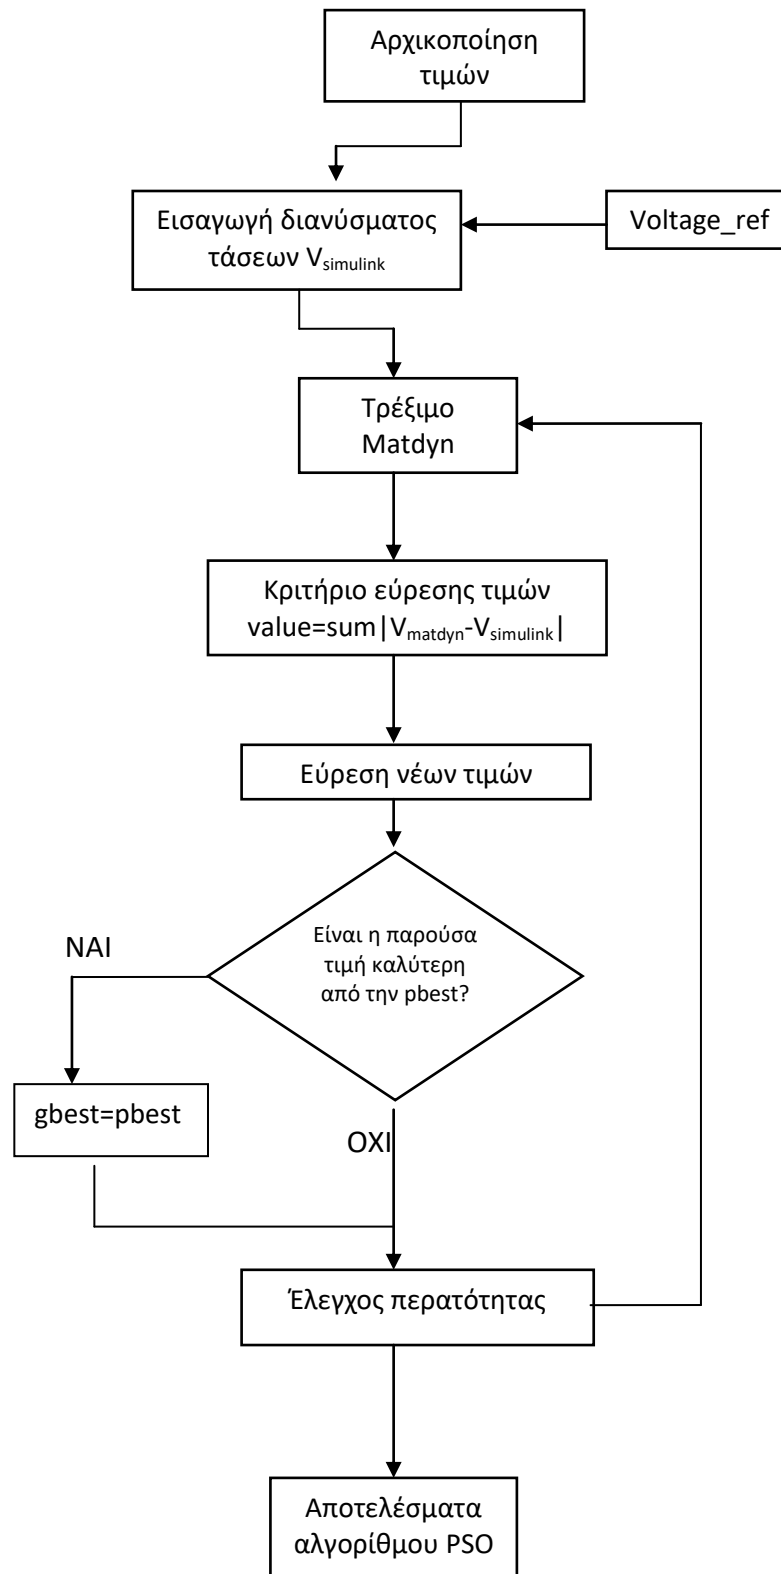 Αρχικοποίηση
τιμών
Εισαγωγή διανύσματος
τάσεων Vsimulink
Voltage_ref
Τρέξιμο
Matdyn
Κριτήριο εύρεσης τιμών
value=sum|Vmatdyn-Vsimulink|
Εύρεση νέων τιμών
Είναι η παρούσα
τιμή καλύτερη
από την pbest?
ΝΑΙ
gbest=pbest
ΟΧΙ
Έλεγχος περατότητας
Αποτελέσματα
αλγορίθμου PSO